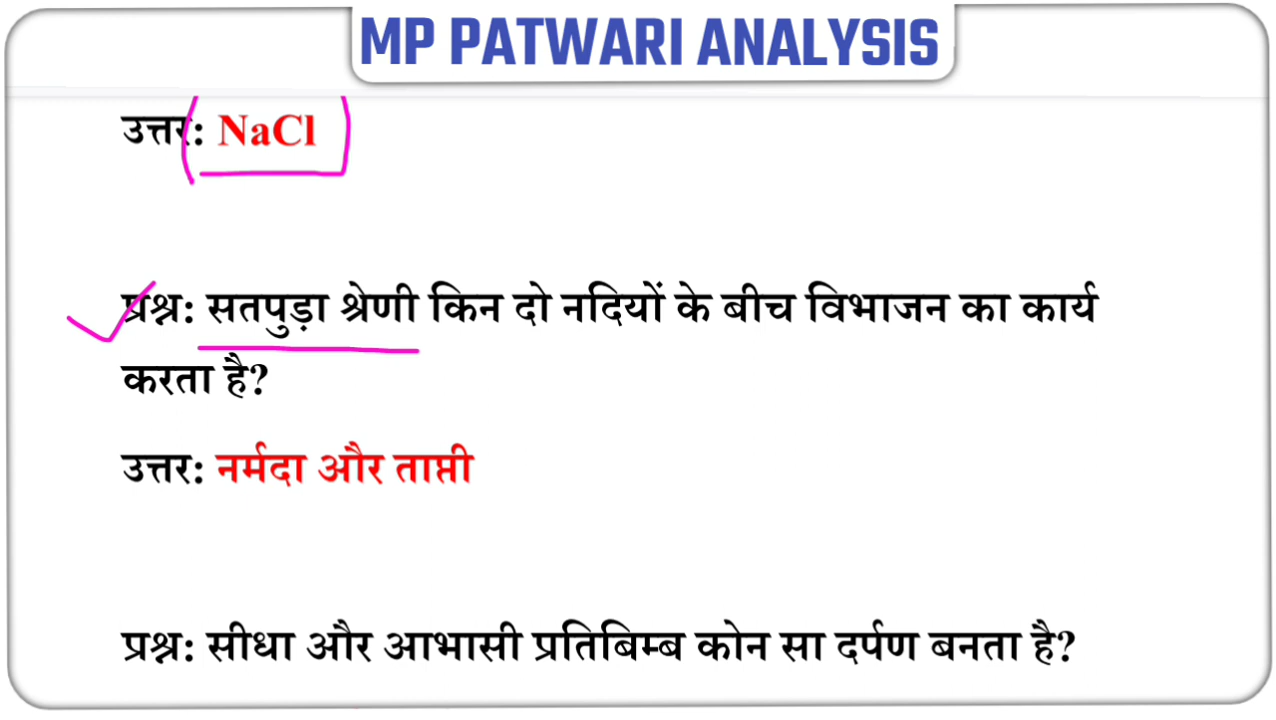 MP PATWARI ANALYSIS
उत्तर: NaCl
प्रश्न: सतपुड़ा श्रेणी किन दो नदियों के बीच विभाजन का कार्य
करता है?
उत्तर: नर्मदा और ताप्ती
प्रश्न: सीधा और आभासी प्रतिबिम्ब कोन सा दर्पण बनता है?